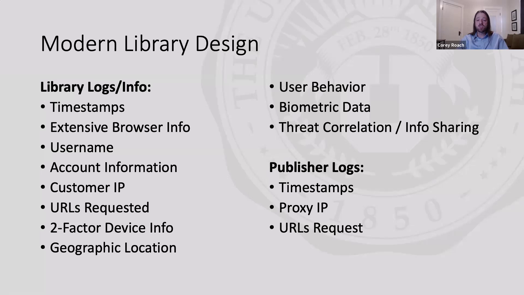 Modern Library Design
Library Logs/Info:
• Timestamps
• Extensive Browser Info
• Username
• Account Information
• Customer IP
• URLs Requested
• 2-Factor Device Info
• Geographic Location
• User Behavior
• Biometric Data
• Threat Correlation / Info Sharing
Publisher Logs:
• Timestamps
• Proxy IP
• URLs Request
Corey Roach
1850